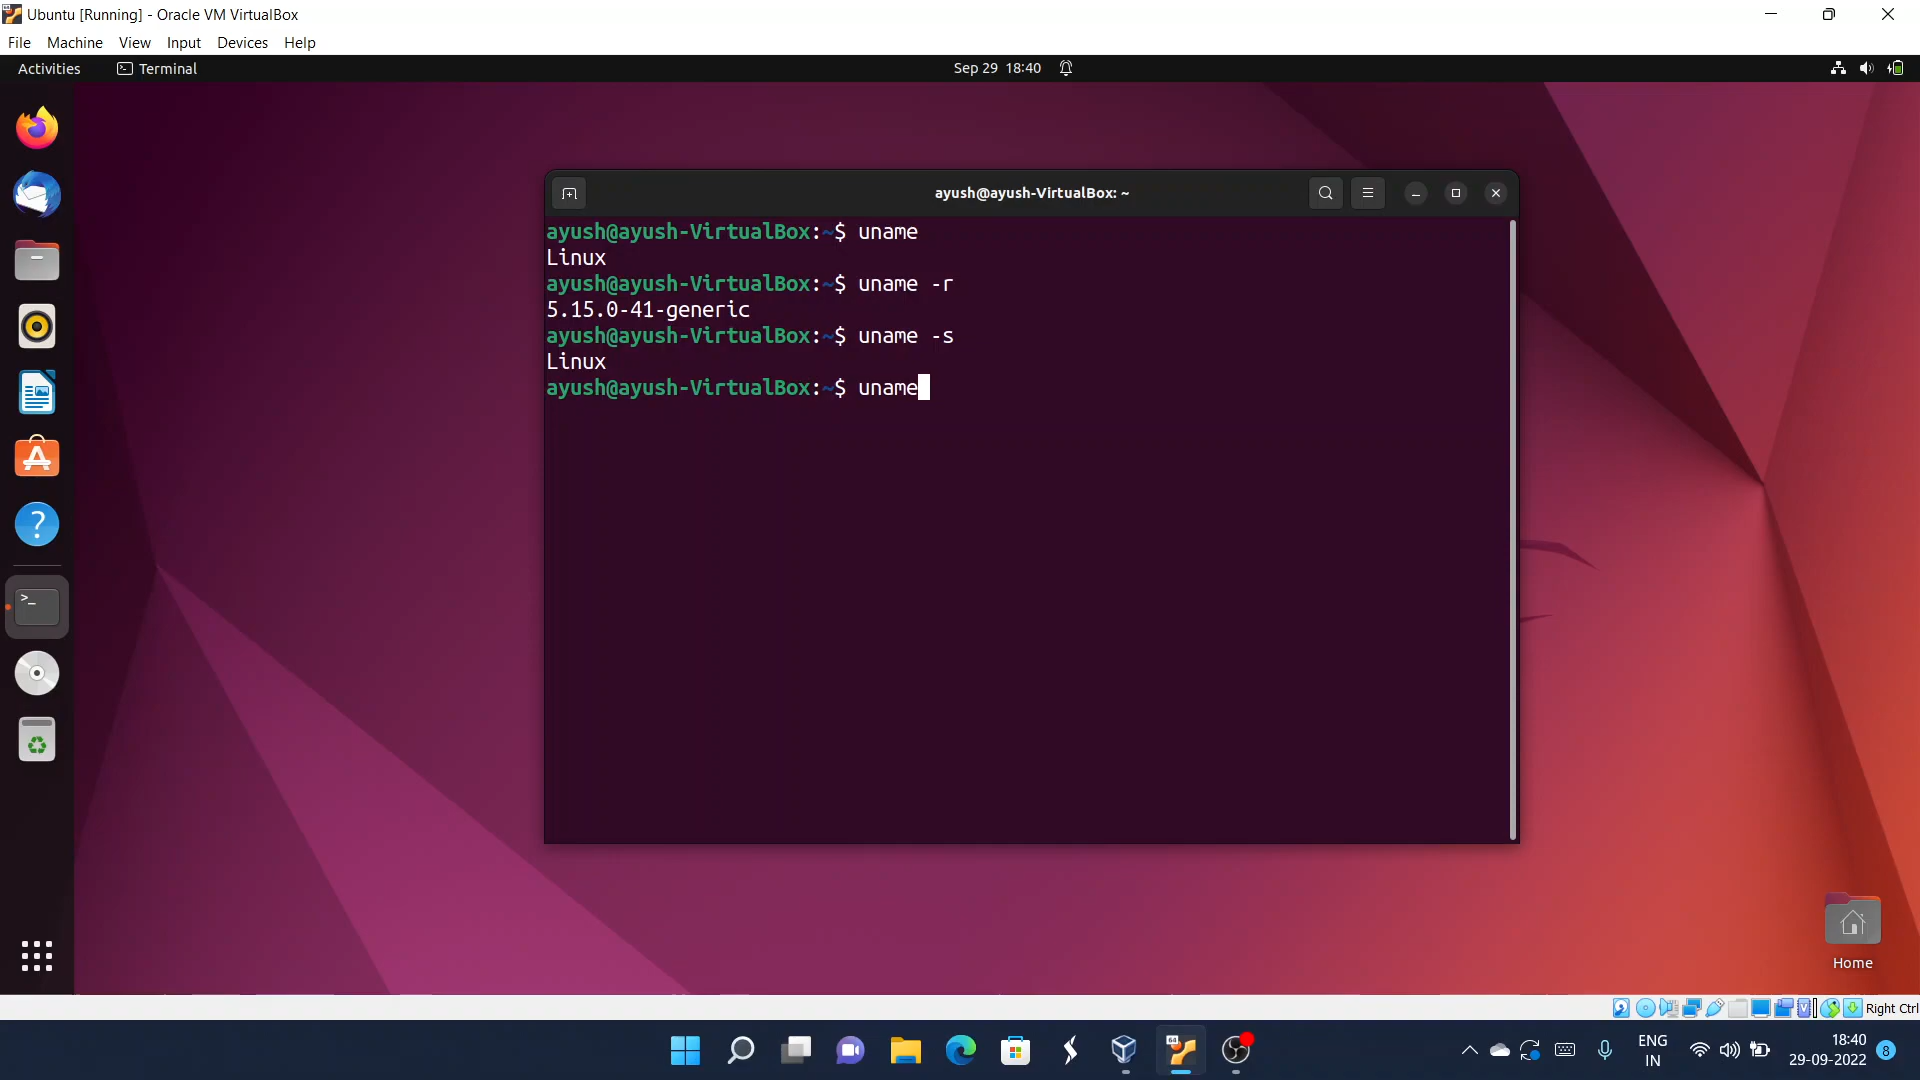 Ubuntu [Running] - Oracle VM VirtualBox
File Machine View Input Devices Help
Activities Terminal Sep 29 18:40
ayush@ayush-VirtualBox: ~
ayush@ayush-VirtualBox:~$ uname
Linux
ayush@ayush-VirtualBox:~$ uname -r
5.15.0-41-generic
ayush@ayush-VirtualBox:~$ uname -s
Linux
ayush@ayush-VirtualBox:~$ uname
Home
Right Ctrl
ENG
IN
18:40
29-09-2022
8